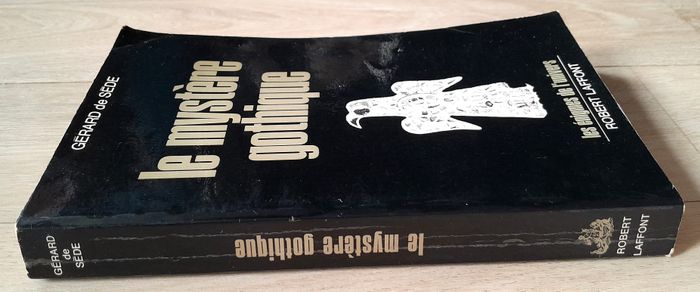 GÉRARD de SÈDE
le mystère
gothique
les énigmes de l'univers
ROBERT LAFFONT
GÉRARD
de
SÈDE
le mystère gothique
ROBERT
LAFFONT